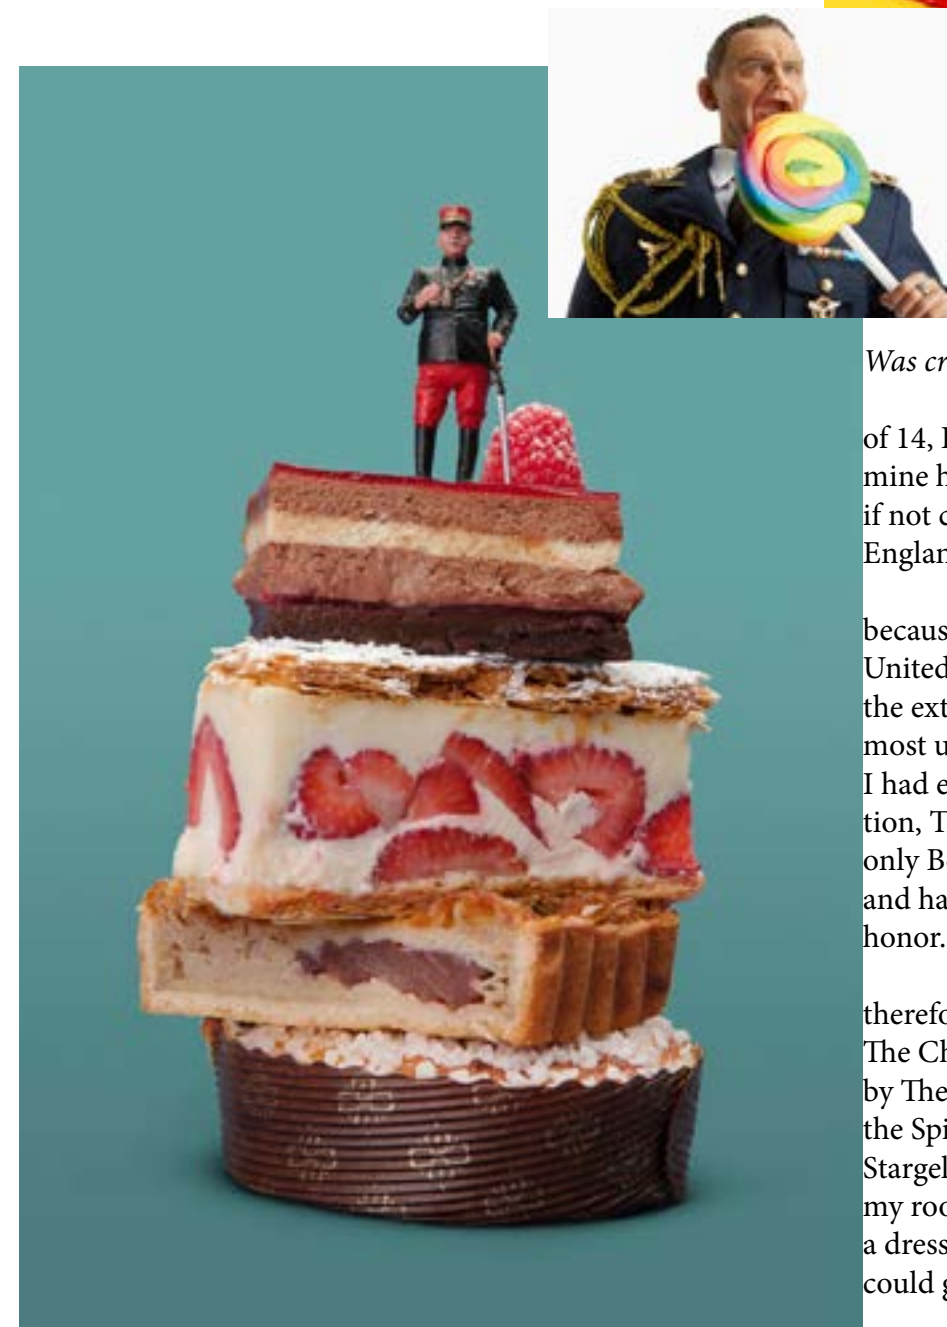 Was cr
of 14, I
mine h
if not c
Englan
becaus
United
the ext
most u
I had e
tion, T
only B
and ha
honor.
therefo
The Ch
by The
the Spi
Stargel
my roo
a dress
could g